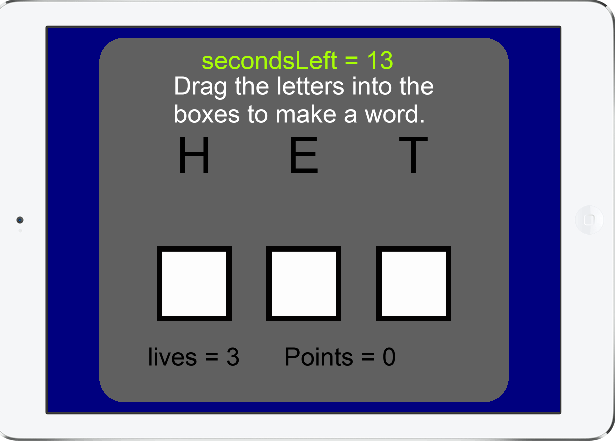 secondsLeft = 13
Drag the letters into the
boxes to make a word.
H E T
lives = 3 Points = 0